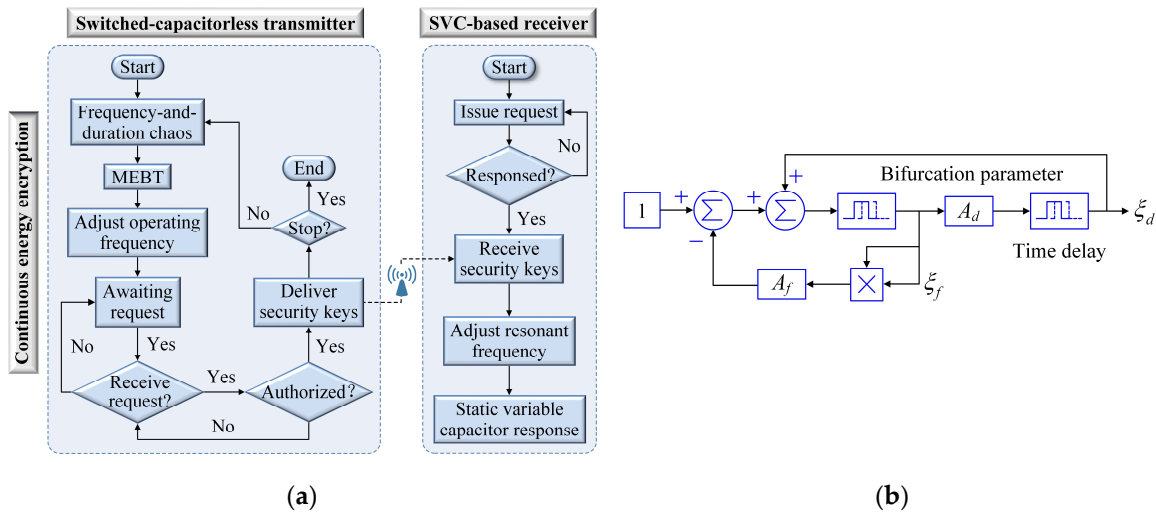 Switched-capacitorless transmitter
SVC-based receiver
Continuous energy encryption
Start
Frequency-and-
duration chaos
MEBT
Adjust operating
frequency
Awaiting
request
No
Yes
Receive
request?
Yes
No
Authorized?
Yes
Deliver
security keys
Stop?
No
Yes
End
Start
Issue request
No
Responsed?
Yes
Receive
security keys
Adjust resonant
frequency
Static variable
capacitor response
(a)
1
+
Σ
−
+
+
Σ
Bifurcation parameter
A_d
Time delay
ξ_d
A_f
×
ξ_f
(b)